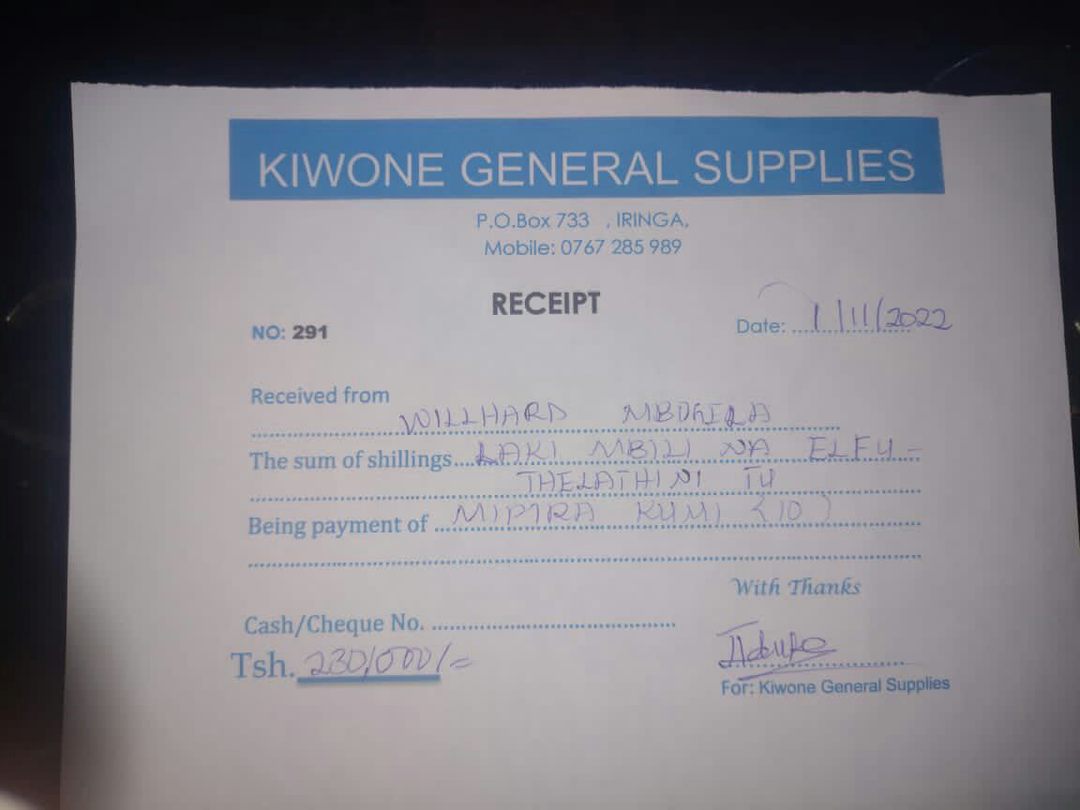 KIWONE GENERAL SUPPLIES
P.O.Box 733 , IRINGA,
Mobile: 0767 285 989
RECEIPT
NO: 291
Date: 1/11/2022
Received from
WILLHARD
The sum of shillings LAKI MBILI NA ELFU -
THELATHINI TU
Being payment of MIPIRA KUMI (10)
With Thanks
Cash/Cheque No.
Tsh. 230,000/=
For: Kiwone General Supplies